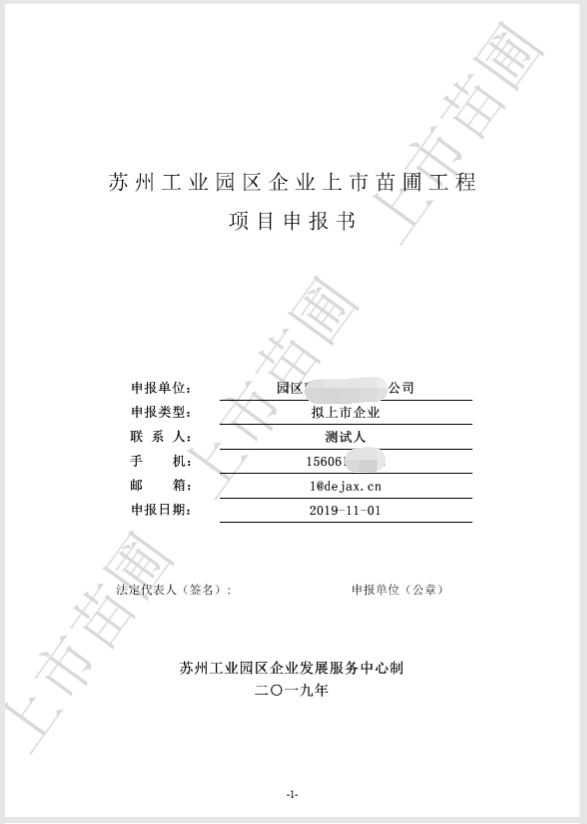 苏州工业园区企业上市苗圃工程
项目申报书
申报单位： 园区 公司
申报类型： 拟上市企业
联 系 人： 测试人
手 机： 15606
邮 箱： 1@dejax.cn
申报日期： 2019-11-01
法定代表人（签名）: 申报单位（公章）
苏州工业园区企业发展服务中心制
二〇一九年
-1-
上市苗圃
上市苗圃
上市苗圃